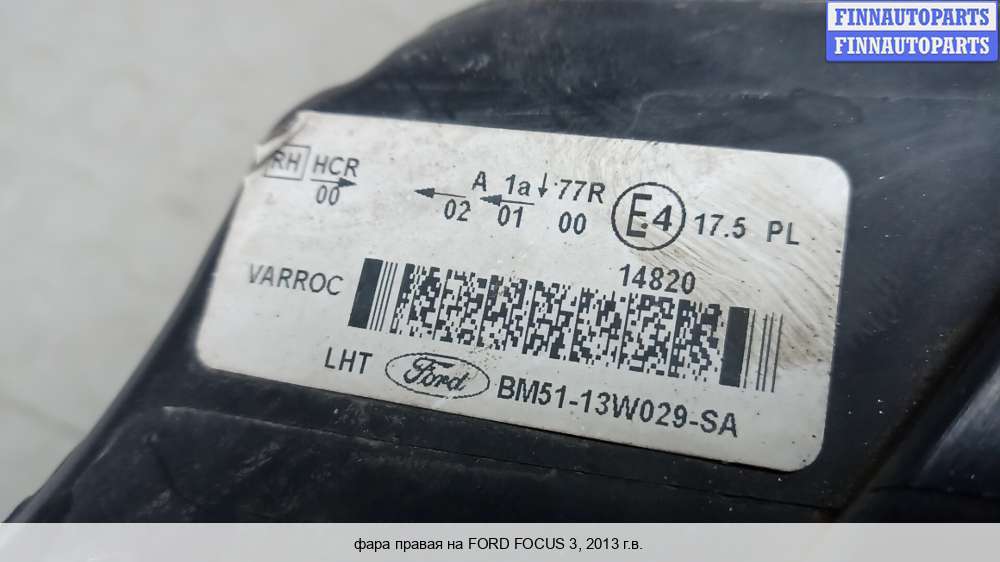 FINNAUTOPARTS
FINNAUTOPARTS
RH HCR A 1a 77R E4 17.5 PL
00 02 01 00
14820
VARROC
LHT Ford BM51-13W029-SA
фара правая на FORD FOCUS 3, 2013 г.в.